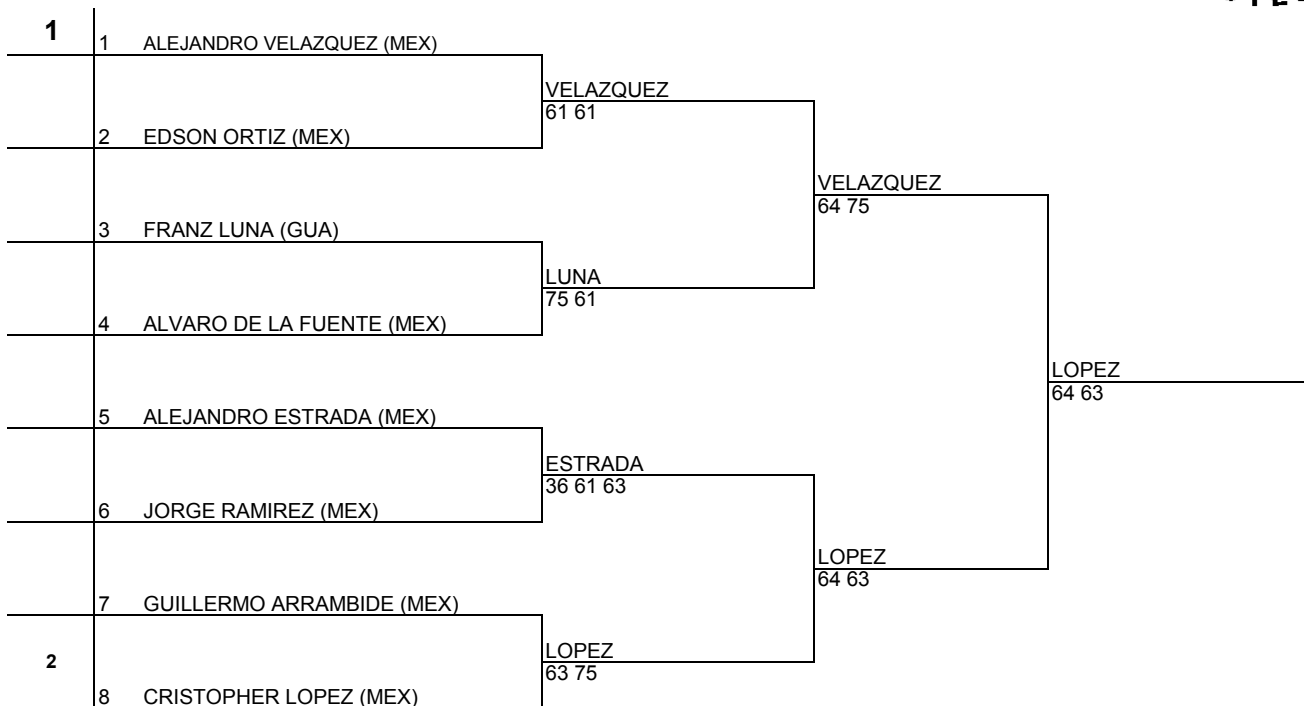 1
1 ALEJANDRO VELAZQUEZ (MEX)
VELAZQUEZ
61 61
2 EDSON ORTIZ (MEX)
VELAZQUEZ
64 75
3 FRANZ LUNA (GUA)
LUNA
75 61
4 ALVARO DE LA FUENTE (MEX)
LOPEZ
64 63
5 ALEJANDRO ESTRADA (MEX)
ESTRADA
36 61 63
6 JORGE RAMIREZ (MEX)
LOPEZ
64 63
7 GUILLERMO ARRAMBIDE (MEX)
2
LOPEZ
63 75
8 CRISTOPHER LOPEZ (MEX)